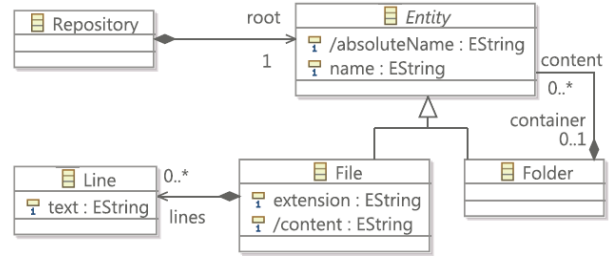 Repository
root
1
Entity
/absoluteName : EString
name : EString
content
0..*
container
0..1
Line
text : EString
0..*
lines
File
extension : EString
/content : EString
Folder